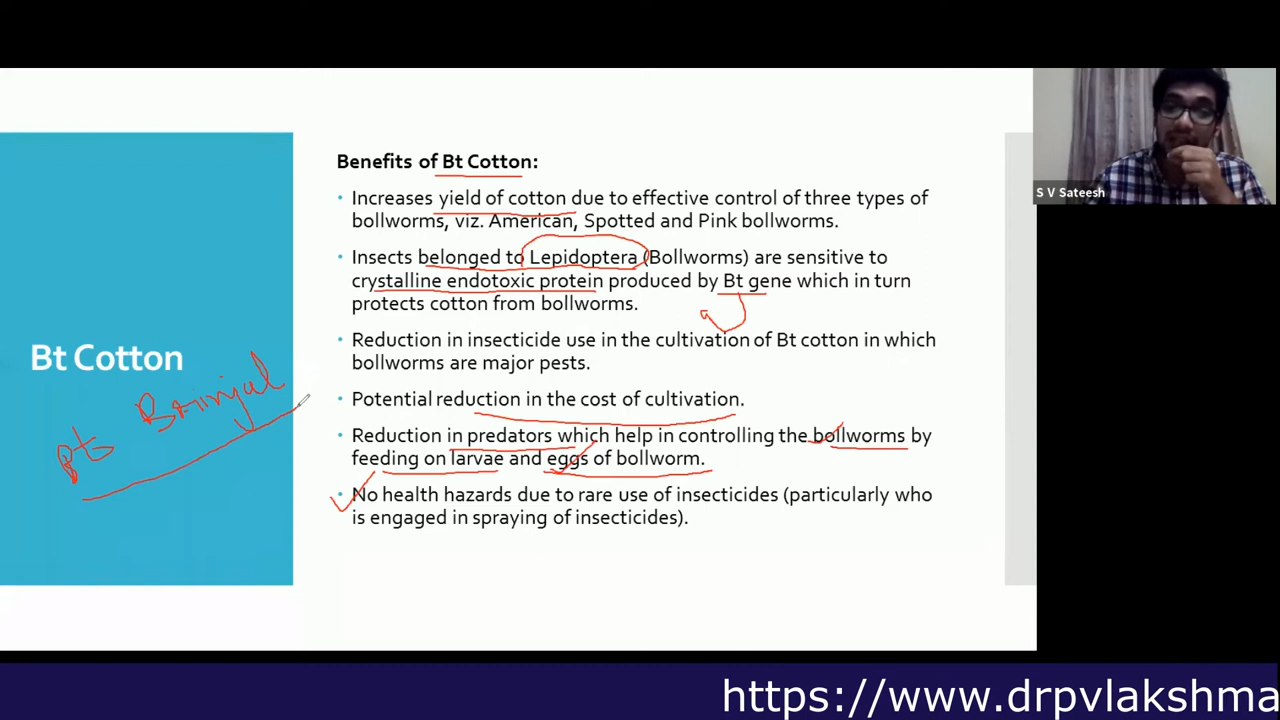 S V Sateesh
Benefits of Bt Cotton:
• Increases yield of cotton due to effective control of three types of
bollworms, viz. American, Spotted and Pink bollworms.
• Insects belonged to Lepidoptera (Bollworms) are sensitive to
crystalline endotoxic protein produced by Bt gene which in turn
protects cotton from bollworms.
• Reduction in insecticide use in the cultivation of Bt cotton in which
bollworms are major pests.
Bt Cotton
Bt Brinjal
• Potential reduction in the cost of cultivation.
• Reduction in predators which help in controlling the bollworms by
feeding on larvae and eggs of bollworm.
• No health hazards due to rare use of insecticides (particularly who
is engaged in spraying of insecticides).
https://www.drpvlakshma